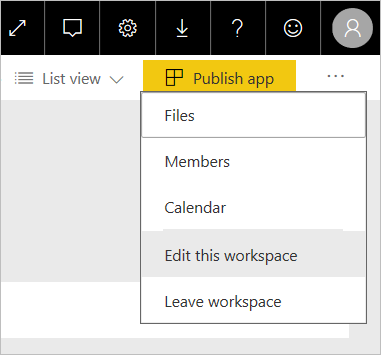 List view
Publish app
Files
Members
Calendar
Edit this workspace
Leave workspace